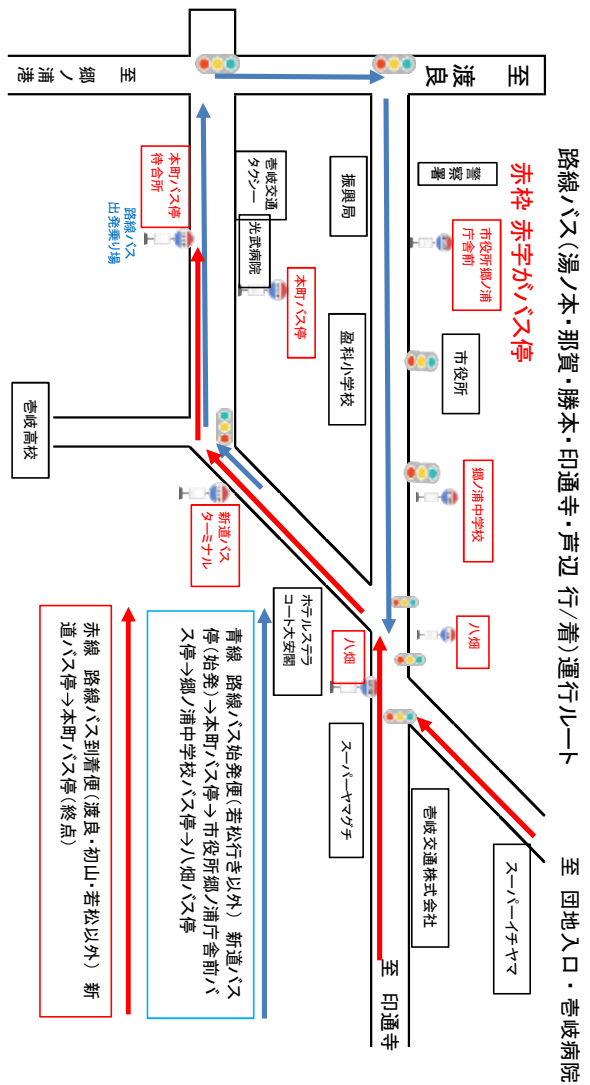 路線バス(湯ノ本・那賀・勝本・印通寺・芦辺 行/着)運行ルート
赤枠 赤字がバス停
至 渡良
至 郷ノ浦港
警察署
市役所郷ノ浦
庁舎前
市役所
郷ノ浦中学校
八畑
至 団地入口・壱岐病院
スーパーイチヤマ
壱岐交通株式会社
至 印通寺
振興局
盈科小学校
八畑
スーパーヤマグチ
壱岐交通
タクシー
光武病院
本町バス停
ホテルステラ
コート大安閣
本町バス停
待合所
路線バス
出発乗り場
新道バス
ターミナル
壱岐高校
青線 路線バス始発便(若松行き以外) 新道バス
停(始発)→本町バス停→市役所郷ノ浦庁舎前バ
ス停→郷ノ浦中学校バス停→八畑バス停
赤線 路線バス到着便(渡良・初山・若松以外) 新
道バス停→本町バス停(終点)